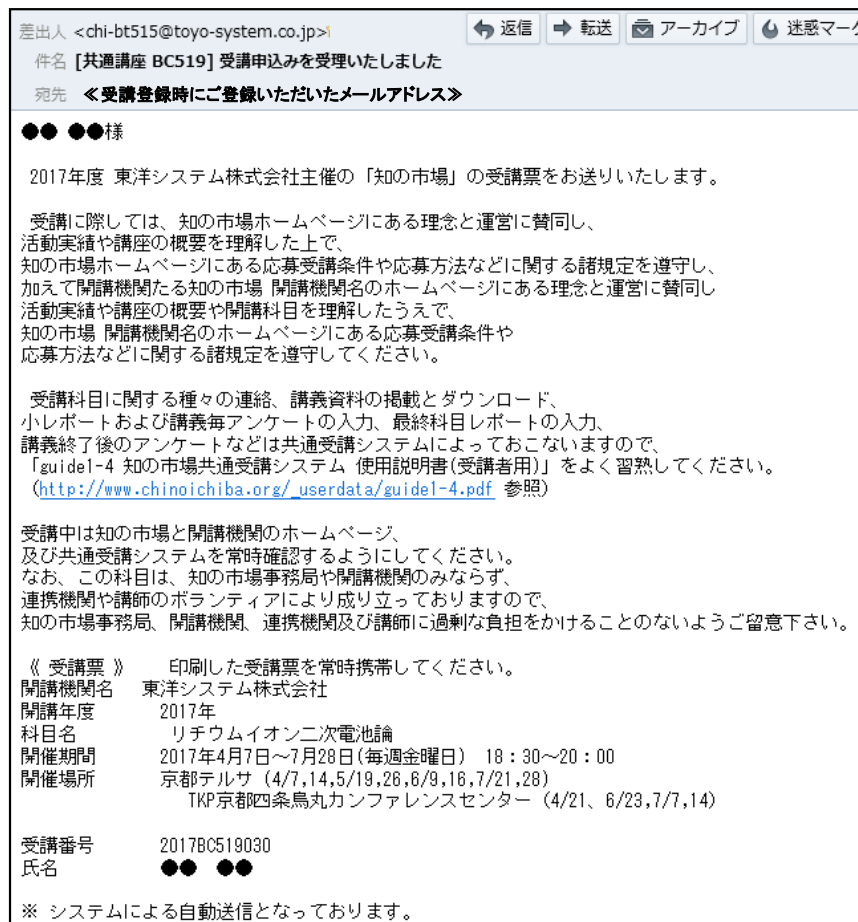 差出人 <chi-bt515@toyo-system.co.jp>
返信 転送 アーカイブ 迷惑マーク
件名 [共通講座 BC519] 受講申込みを受理いたしました
宛先 ≪受講登録時にご登録いただいたメールアドレス≫
●● ●●様
2017年度 東洋システム株式会社主催の「知の市場」の受講票をお送りいたします。
受講に際しては、知の市場ホームページにある理念と運営に賛同し、
活動実績や講座の概要を理解した上で、
知の市場ホームページにある応募受講条件や応募方法などに関する諸規定を遵守し、
加えて開講機関たる知の市場 開講機関名のホームページにある理念と運営に賛同し
活動実績や講座の概要や開講科目を理解したうえで、
知の市場 開講機関名のホームページにある応募受講条件や
応募方法などに関する諸規定を遵守してください。
受講科目に関する種々の連絡、講義資料の掲載とダウンロード、
小レポートおよび講義毎アンケートの入力、最終科目レポートの入力、
講義終了後のアンケートなどは共通受講システムによっておこないますので、
「guide1-4 知の市場共通受講システム 使用説明書(受講者用)」をよく習熟してください。
(http://www.chinoichiba.org/_userdata/guide1-4.pdf 参照)
受講中は知の市場と開講機関のホームページ、
及び共通受講システムを常時確認するようにしてください。
なお、この科目は、知の市場事務局や開講機関のみならず、
連携機関や講師のボランティアにより成り立っておりますので、
知の市場事務局、開講機関、連携機関及び講師に過剰な負担をかけることのないようご留意下さい。
《 受講票 》 印刷した受講票を常時携帯してください。
開講機関名 東洋システム株式会社
開講年度 2017年
科目名 リチウムイオン二次電池論
開催期間 2017年4月7日～7月28日(毎週金曜日) 18：30～20：00
開催場所 京都テルサ (4/7,14,5/19,26,6/9,16,7/21,28)
TKP京都四条烏丸カンファレンスセンター (4/21、6/23,7/7,14)
受講番号 2017BC519030
氏名 ●● ●●
※ システムによる自動送信となっております。